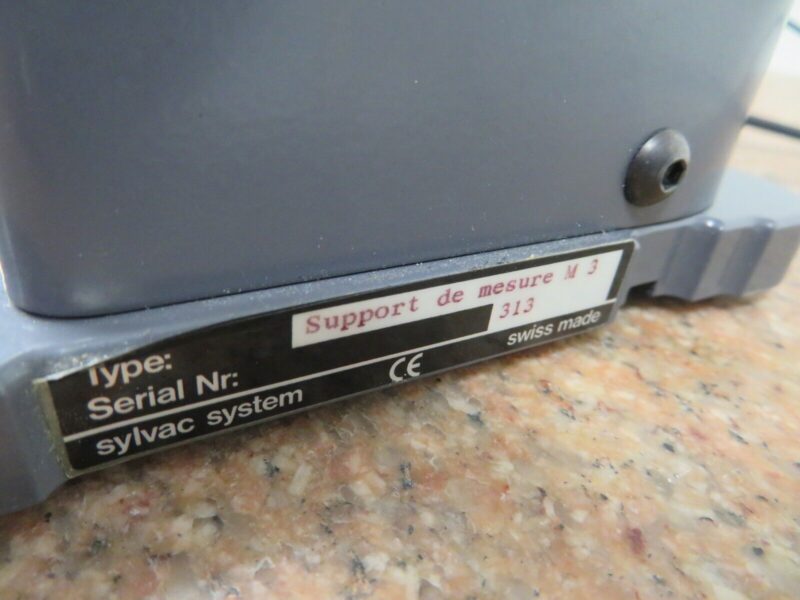 Type: Support de mesure M 3
Serial Nr: 313
sylvac system CE swiss made